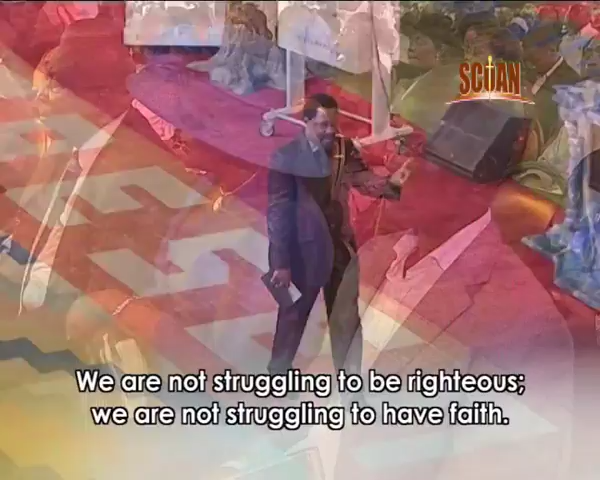 SCOAN
We are not struggling to be righteous;
we are not struggling to have faith.